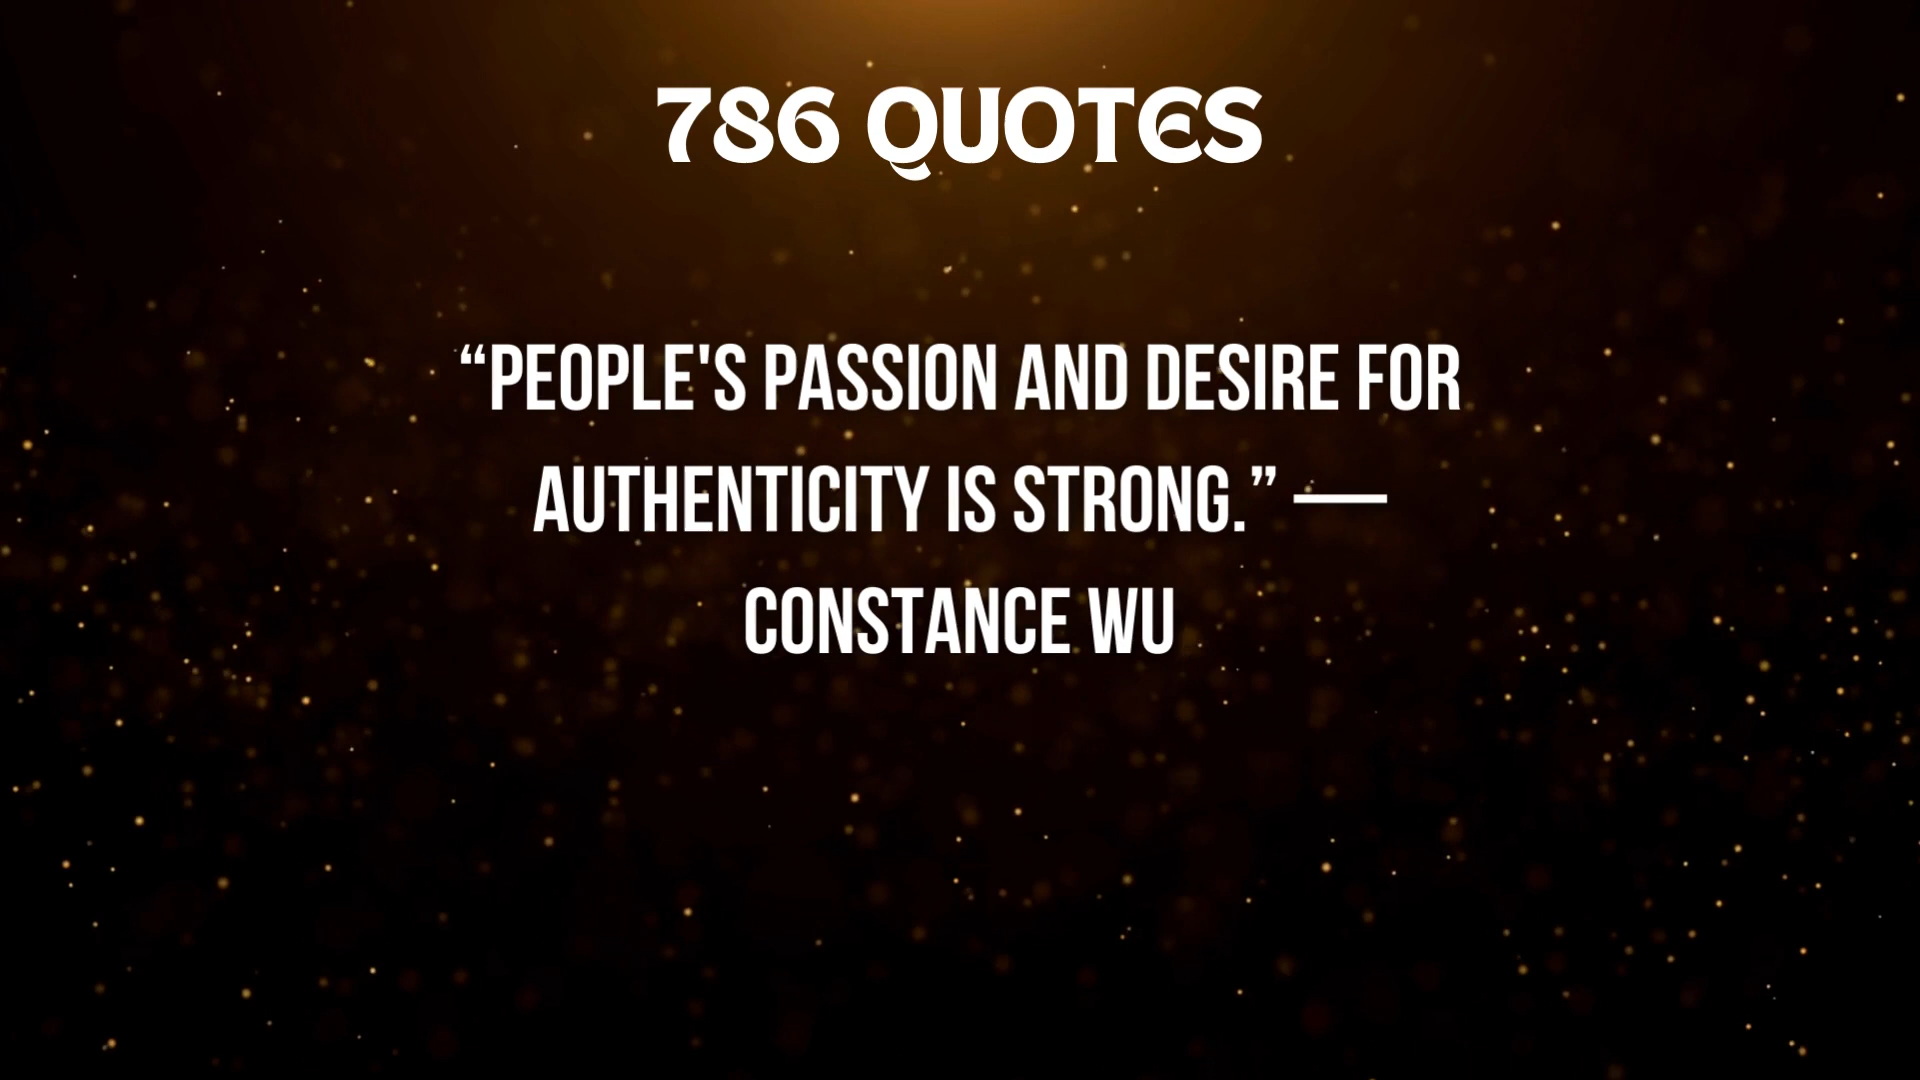 786 QUOTES
“PEOPLE'S PASSION AND DESIRE FOR
AUTHENTICITY IS STRONG.” —
CONSTANCE WU